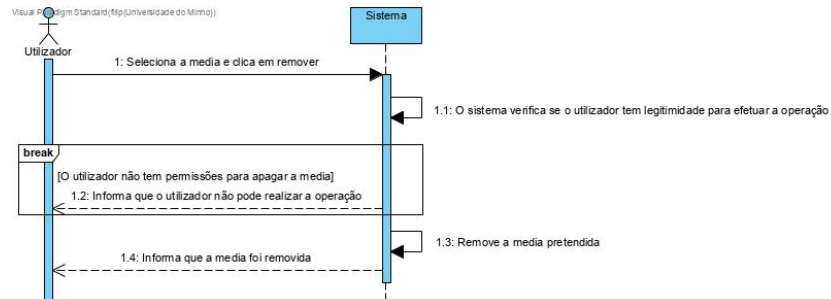 Visual Paradigm Standard(filip(Universidade do Minho))
Sistema
Utilizador
1: Seleciona a media e clica em remover
1.1: O sistema verifica se o utilizador tem legitimidade para efetuar a operação
break
[O utilizador não tem permissões para apagar a media]
1.2: Informa que o utilizador não pode realizar a operação
1.3: Remove a media pretendida
1.4: Informa que a media foi removida